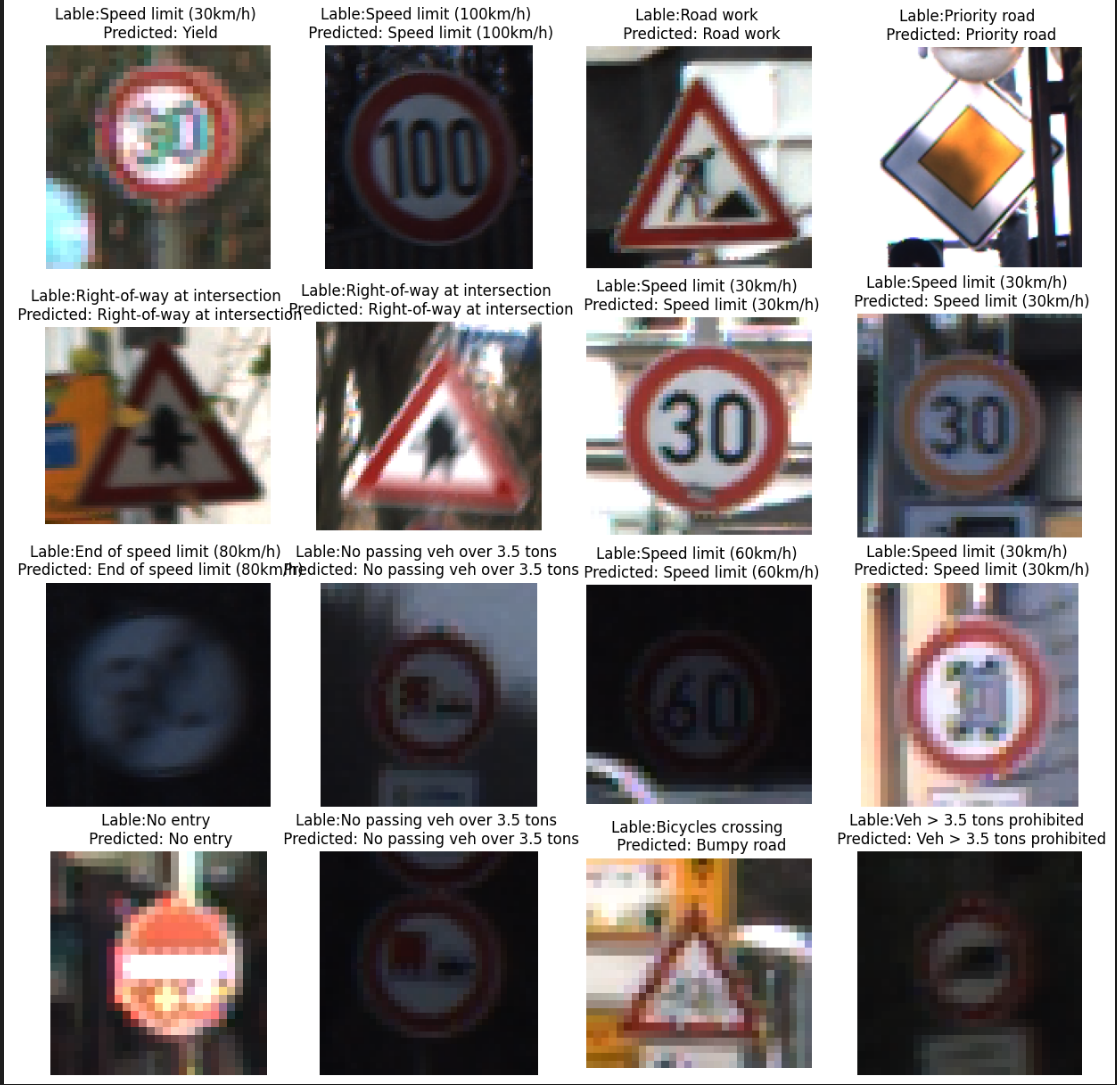 Lable:Speed limit (30km/h)
Predicted: Yield
Lable:Speed limit (100km/h)
Predicted: Speed limit (100km/h)
Lable:Road work
Predicted: Road work
Lable:Priority road
Predicted: Priority road
30
100
Lable:Right-of-way at intersection
Predicted: Right-of-way at intersection
Lable:Right-of-way at intersection
Predicted: Right-of-way at intersection
Lable:Speed limit (30km/h)
Predicted: Speed limit (30km/h)
Lable:Speed limit (30km/h)
Predicted: Speed limit (30km/h)
30
30
Lable:End of speed limit (80km/h)
Predicted: End of speed limit (80km/h)
Lable:No passing veh over 3.5 tons
Predicted: No passing veh over 3.5 tons
Lable:Speed limit (60km/h)
Predicted: Speed limit (60km/h)
Lable:Speed limit (30km/h)
Predicted: Speed limit (30km/h)
60
Lable:No entry
Predicted: No entry
Lable:No passing veh over 3.5 tons
Predicted: No passing veh over 3.5 tons
Lable:Bicycles crossing
Predicted: Bumpy road
Lable:Veh > 3.5 tons prohibited
Predicted: Veh > 3.5 tons prohibited